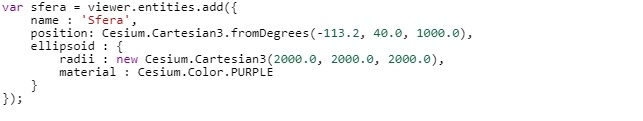 var sfera = viewer.entities.add({
    name : 'Sfera',
    position: Cesium.Cartesian3.fromDegrees(-113.2, 40.0, 1000.0),
    ellipsoid : {
        radii : new Cesium.Cartesian3(2000.0, 2000.0, 2000.0),
        material : Cesium.Color.PURPLE
    }
});